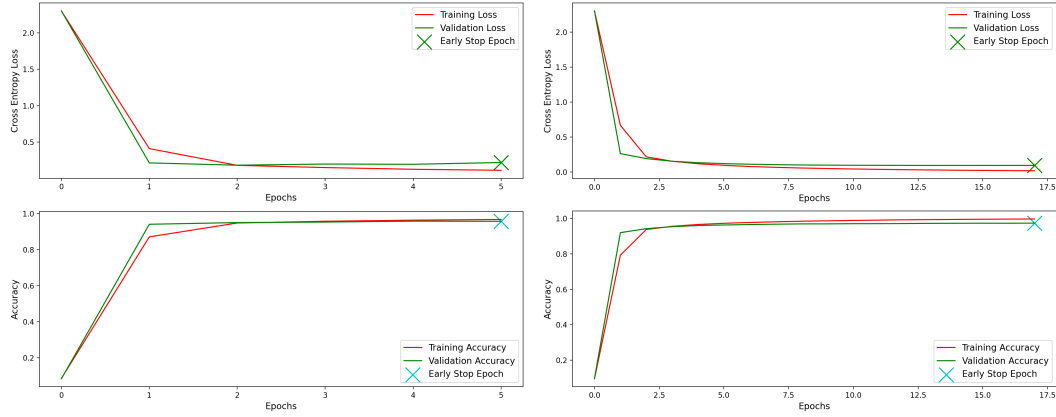 2.0
1.5
1.0
0.5
Cross Entropy Loss
Training Loss
Validation Loss
Early Stop Epoch
0 1 2 3 4 5
Epochs
1.0
0.8
0.6
0.4
0.2
Accuracy
Training Accuracy
Validation Accuracy
Early Stop Epoch
0 1 2 3 4 5
Epochs
2.0
1.5
1.0
0.5
0.0
Cross Entropy Loss
Training Loss
Validation Loss
Early Stop Epoch
0.0 2.5 5.0 7.5 10.0 12.5 15.0 17.5
Epochs
1.0
0.8
0.6
0.4
0.2
Accuracy
Training Accuracy
Validation Accuracy
Early Stop Epoch
0.0 2.5 5.0 7.5 10.0 12.5 15.0 17.5
Epochs